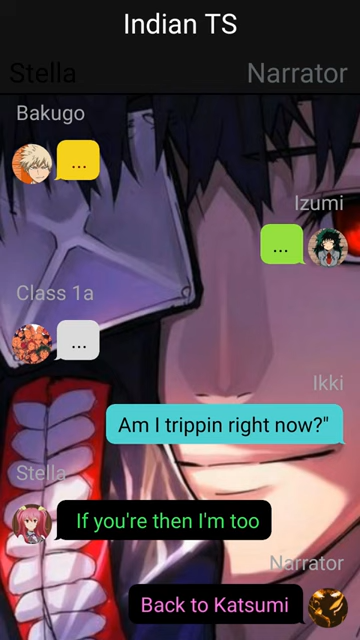 Indian TS
Stella Narrator
Bakugo
...
Izumi
...
Class 1a
...
Ikki
Am I trippin right now?"
Stella
If you're then I'm too
Narrator
Back to Katsumi